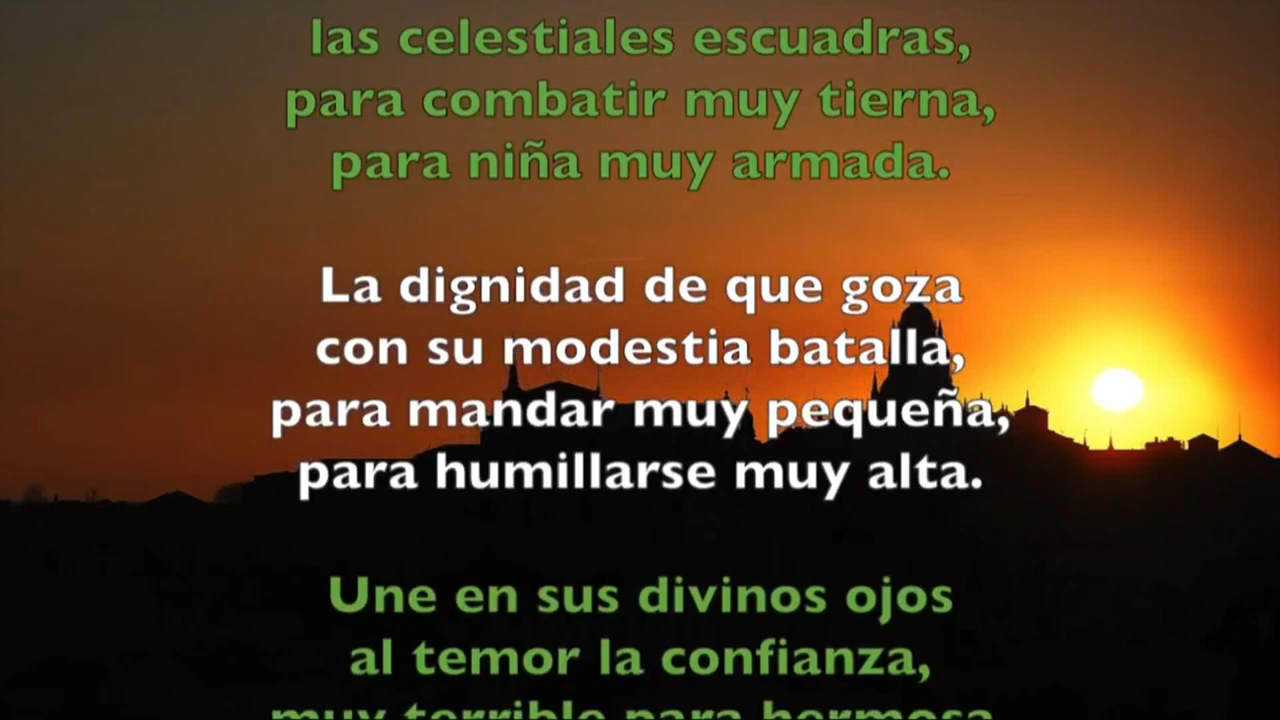 las celestiales escuadras,
para combatir muy tierna,
para niña muy armada.
La dignidad de que goza
con su modestia batalla,
para mandar muy pequeña,
para humillarse muy alta.
Une en sus divinos ojos
al temor la confianza,
muy terrible para hermosa